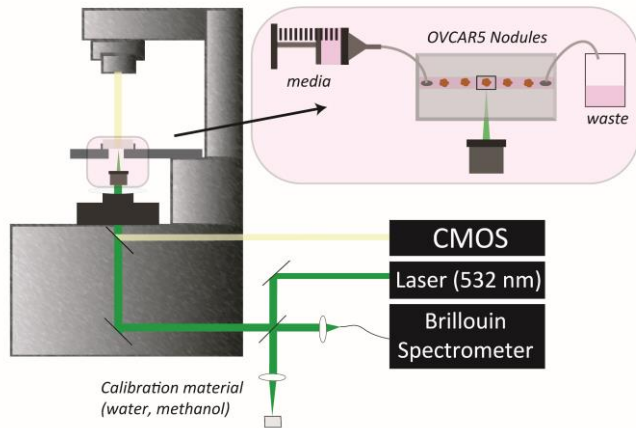 OVCAR5 Nodules
media
waste
CMOS
Laser (532 nm)
Brillouin
Spectrometer
Calibration material
(water, methanol)